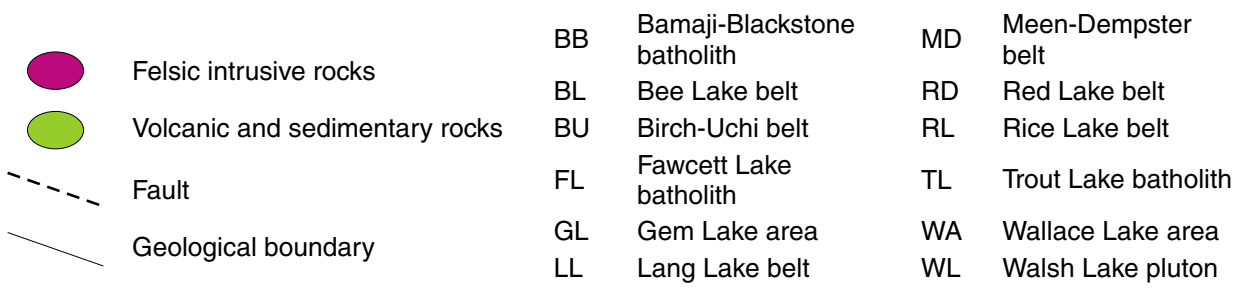 Felsic intrusive rocks
Volcanic and sedimentary rocks
Fault
Geological boundary
BB Bamaji-Blackstone
batholith
BL Bee Lake belt
BU Birch-Uchi belt
FL Fawcett Lake
batholith
GL Gem Lake area
LL Lang Lake belt
MD Meen-Dempster
belt
RD Red Lake belt
RL Rice Lake belt
TL Trout Lake batholith
WA Wallace Lake area
WL Walsh Lake pluton